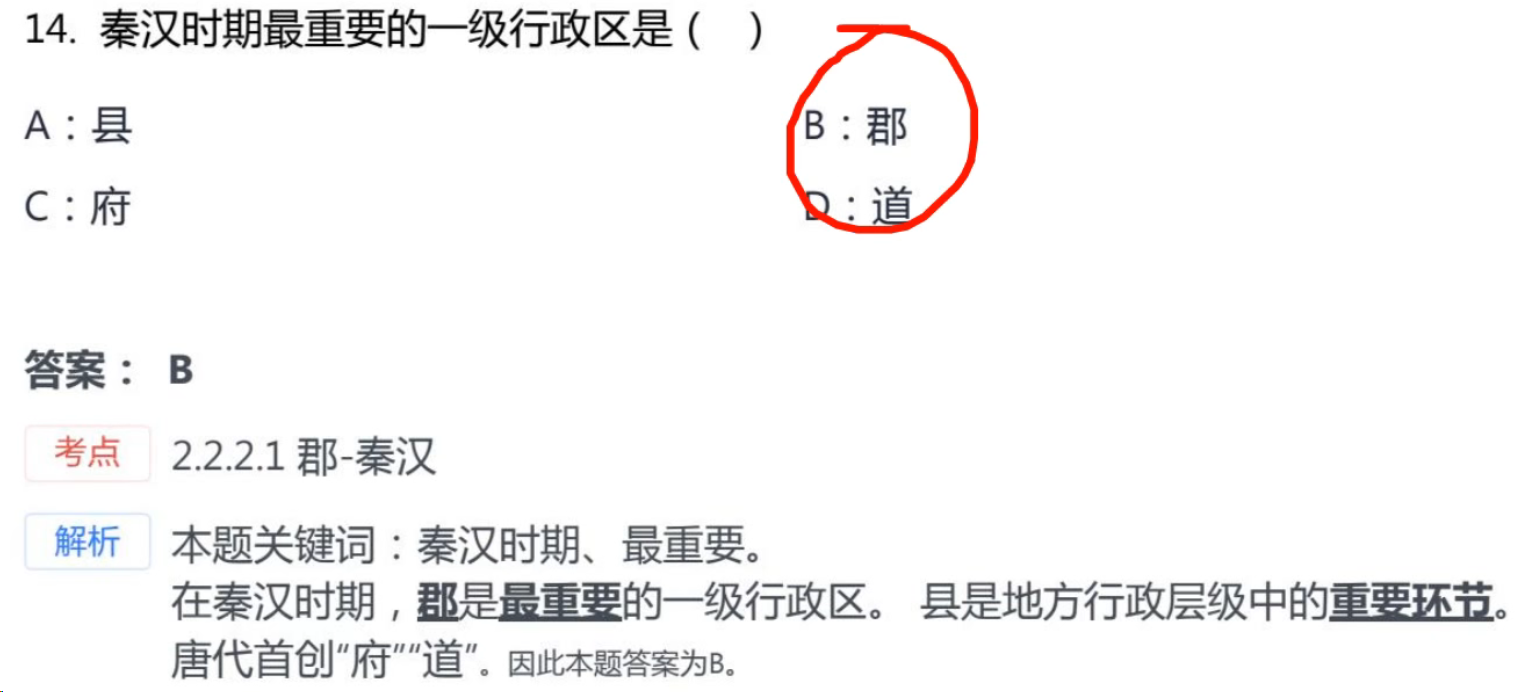 14. 秦汉时期最重要的一级行政区是 (    )
A：县
B：郡
C：府
D：道
答案： B
考点 2.2.2.1 郡-秦汉
解析 本题关键词：秦汉时期、最重要。
在秦汉时期，郡是最重要的一级行政区。 县是地方行政层级中的重要环节。
唐代首创“府”“道”。因此本题答案为B。